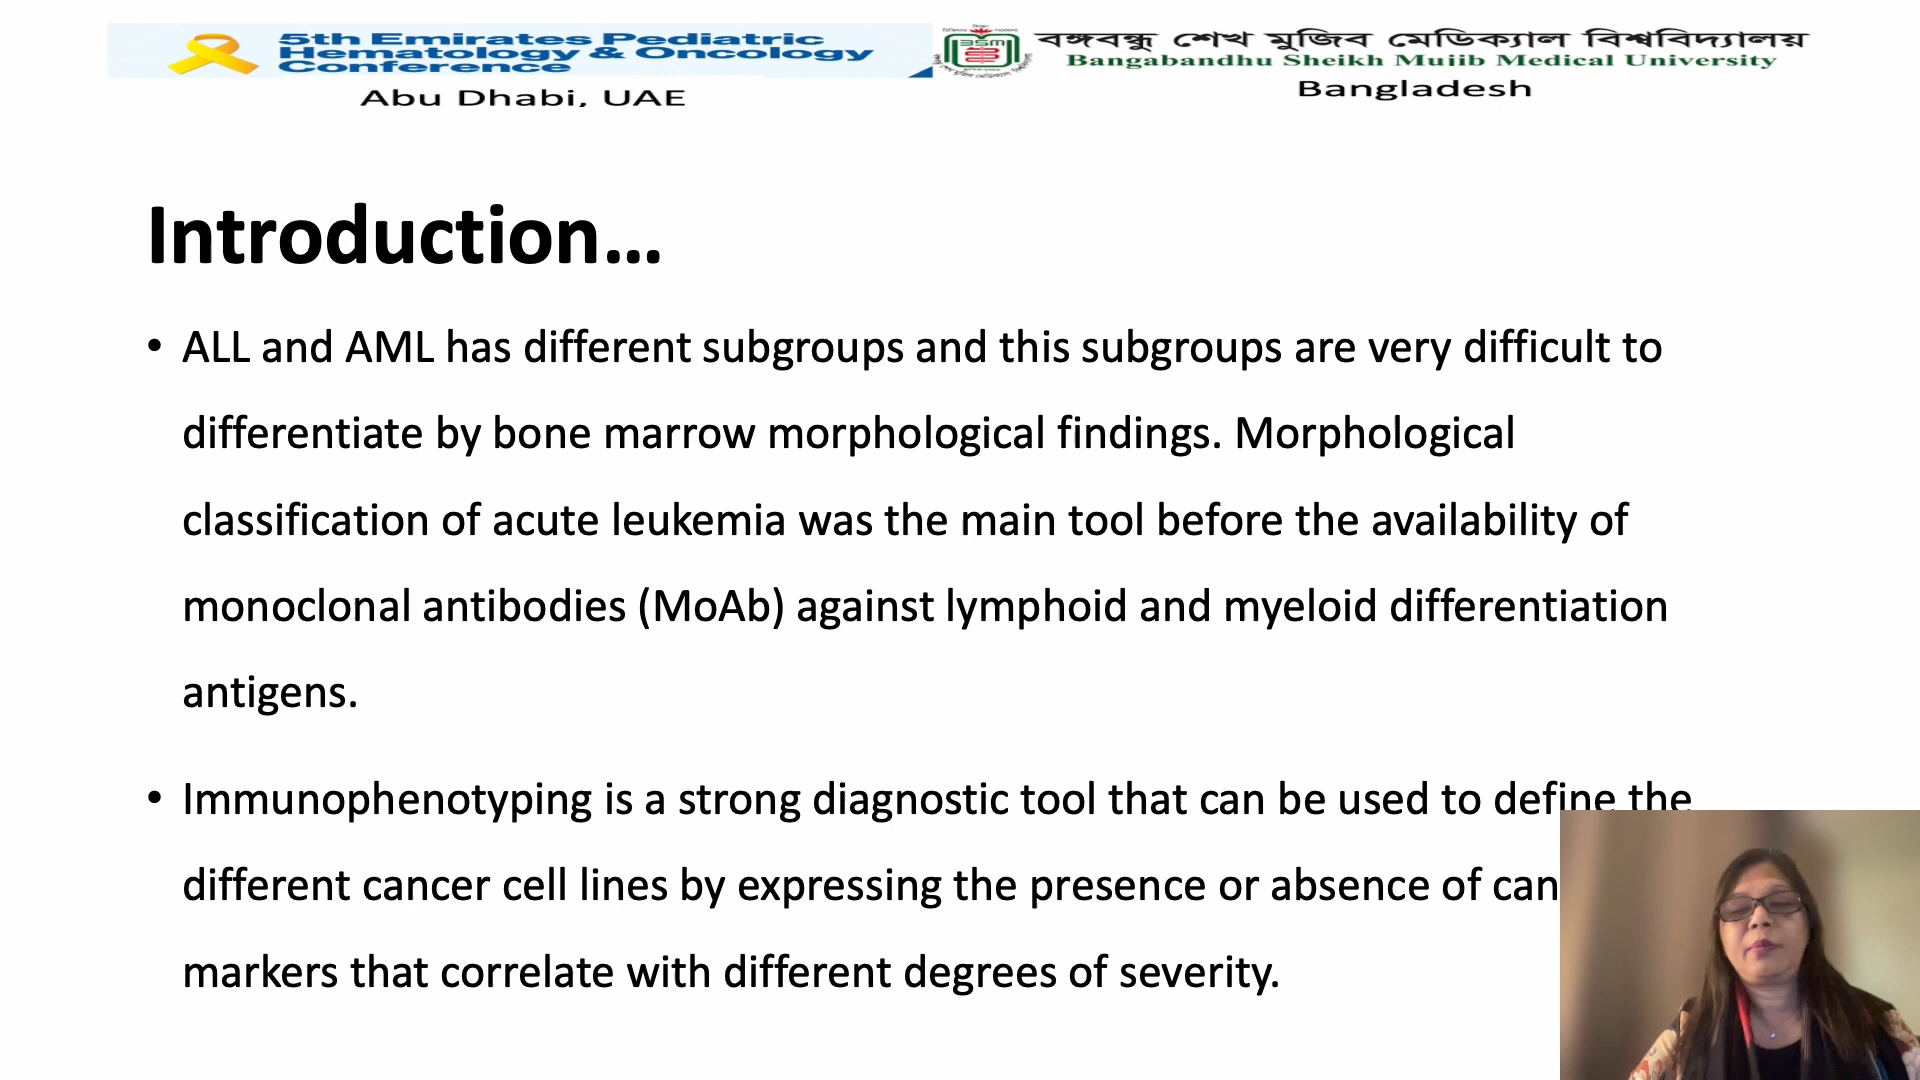 5th Emirates Pediatric
Hematology & Oncology
Conference
Abu Dhabi, UAE
BSM
বঙ্গবন্ধু শেখ মুজিব মেডিক্যাল বিশ্ববিদ্যালয়
Bangabandhu Sheikh Mujib Medical University
Bangladesh
Introduction...
• ALL and AML has different subgroups and this subgroups are very difficult to
differentiate by bone marrow morphological findings. Morphological
classification of acute leukemia was the main tool before the availability of
monoclonal antibodies (MoAb) against lymphoid and myeloid differentiation
antigens.
• Immunophenotyping is a strong diagnostic tool that can be used to define the
different cancer cell lines by expressing the presence or absence of can
markers that correlate with different degrees of severity.